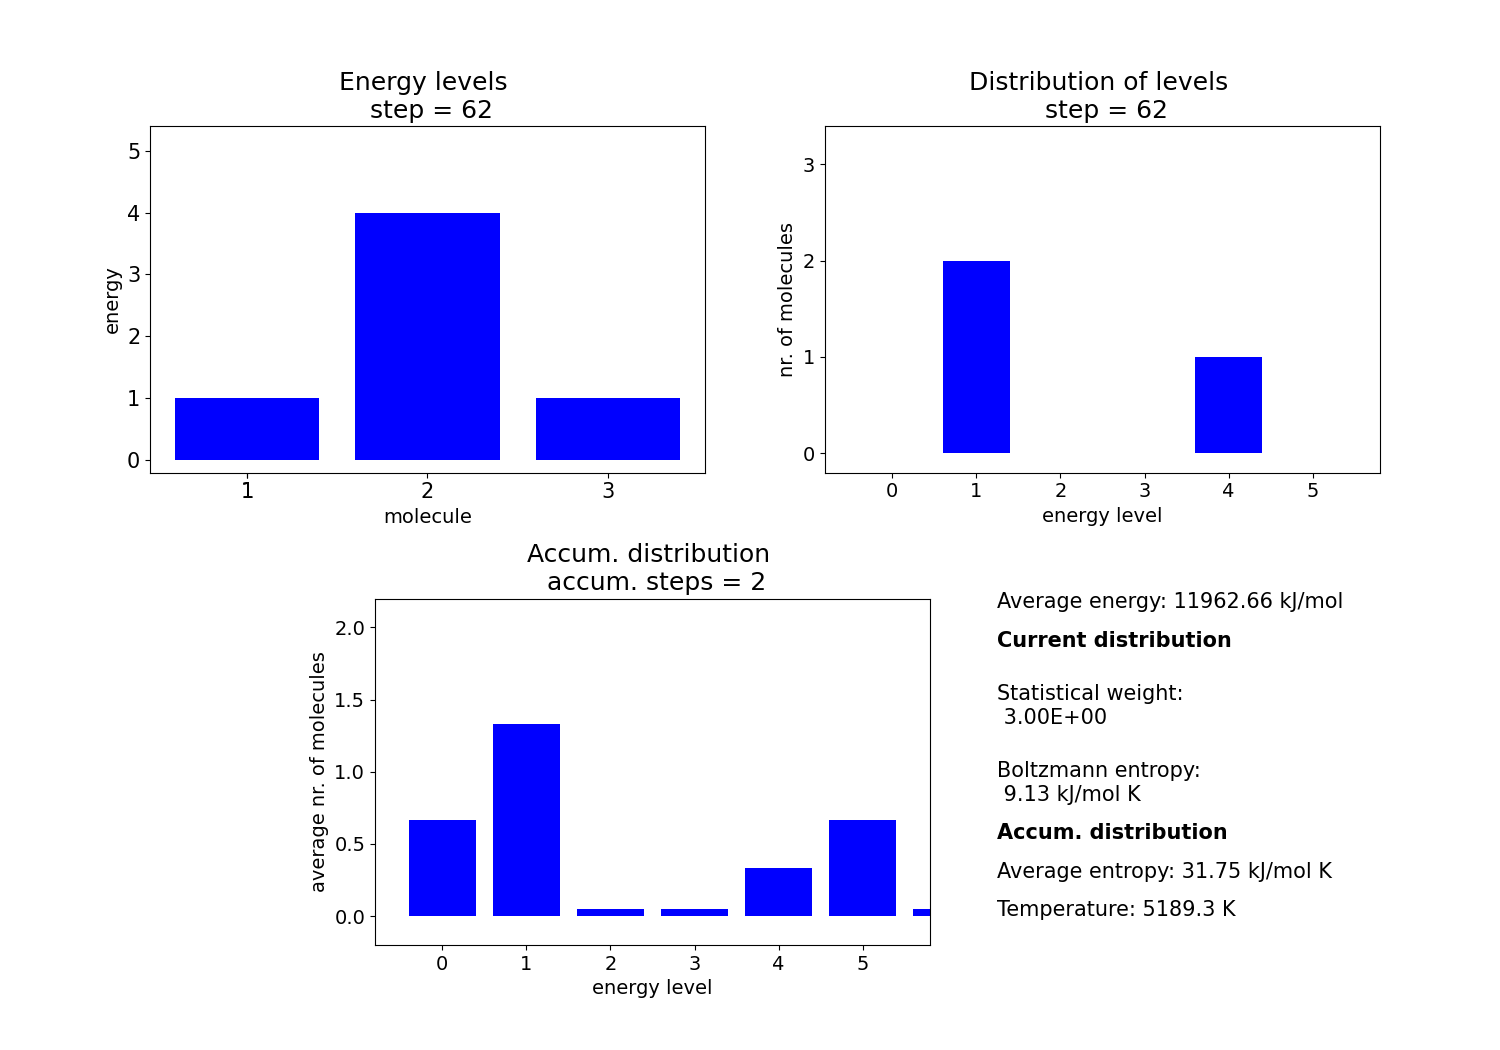 Energy levels
step = 62
5
4
3
2
1
0
energy
1 2 3
molecule
Distribution of levels
step = 62
3
2
1
0
nr. of molecules
0 1 2 3 4 5
energy level
Accum. distribution
accum. steps = 2
2.0
1.5
1.0
0.5
0.0
average nr. of molecules
0 1 2 3 4 5
energy level
Average energy: 11962.66 kJ/mol
Current distribution
Statistical weight:
3.00E+00
Boltzmann entropy:
9.13 kJ/mol K
Accum. distribution
Average entropy: 31.75 kJ/mol K
Temperature: 5189.3 K